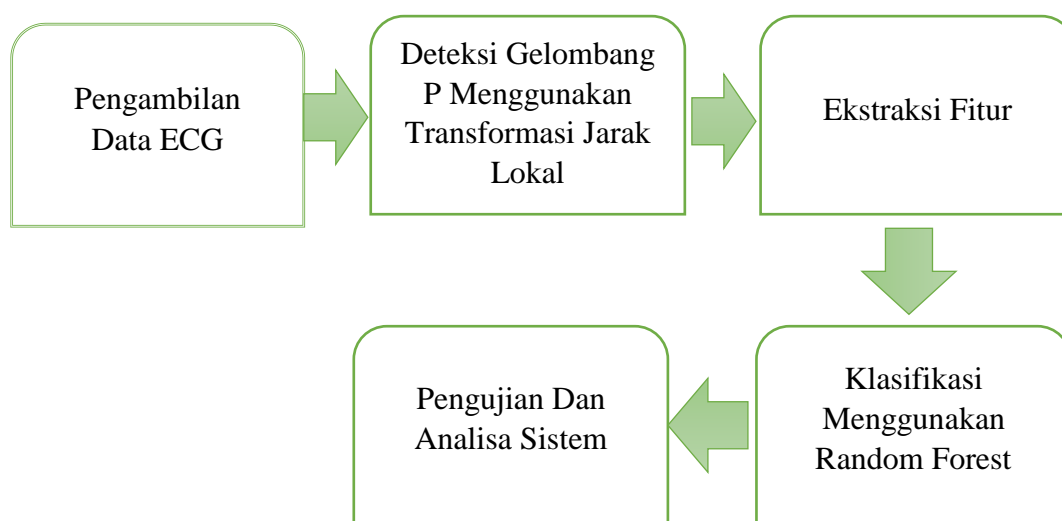 Pengambilan
Data ECG
Deteksi Gelombang
P Menggunakan
Transformasi Jarak
Lokal
Ekstraksi Fitur
Klasifikasi
Menggunakan
Random Forest
Pengujian Dan
Analisa Sistem